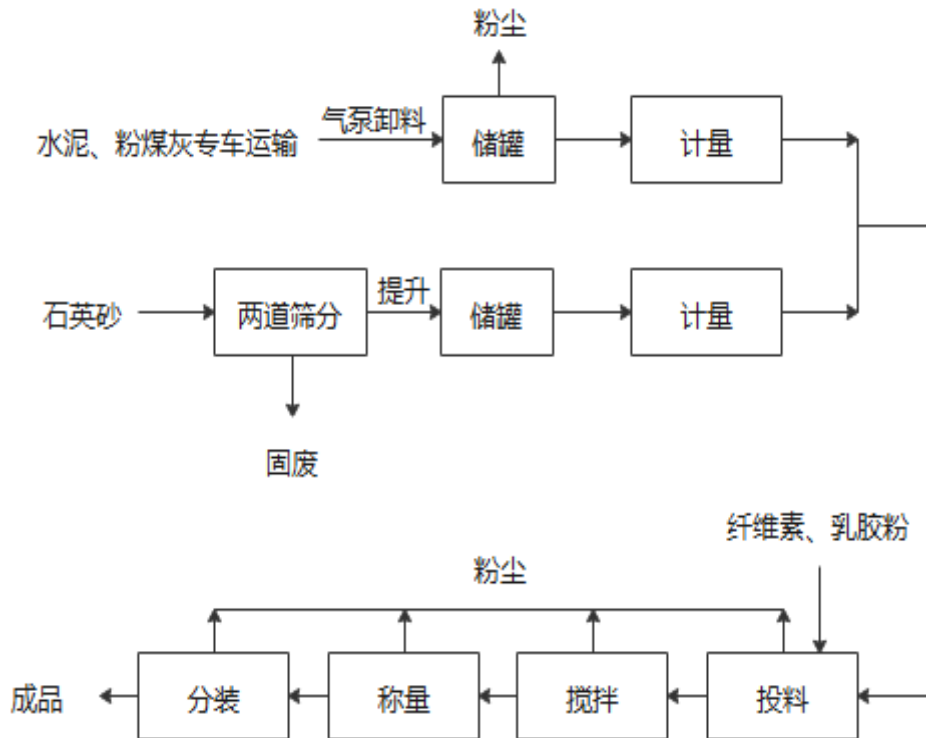 粉尘
水泥、粉煤灰专车运输
气泵卸料
储罐
计量
石英砂
两道筛分
提升
储罐
计量
固废
纤维素、乳胶粉
粉尘
成品
分装
称量
搅拌
投料